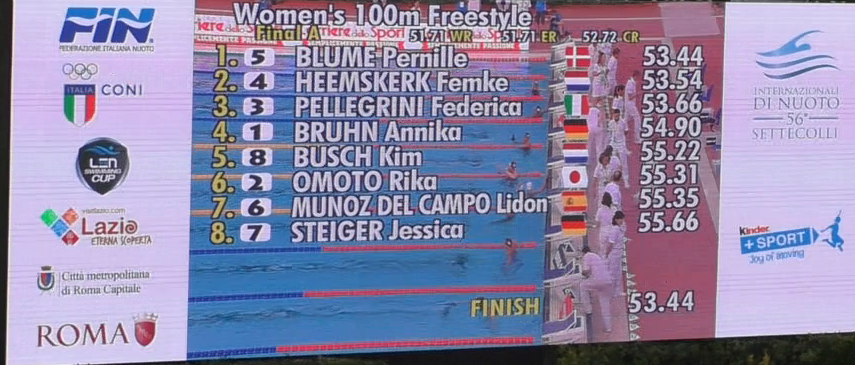 FIN
FEDERAZIONE ITALIANA NUOTO
ITALIA CONI
LEN
SWIMMING
CUP
visitlazio.com
Lazio
ETERNA SCOPERTA
Città metropolitana
di Roma Capitale
ROMA
Women's 100m Freestyle
Final A 51.71 WR 51.71 ER 52.72 CR
1. 5 BLUME Pernille 53.44
2. 4 HEEMSKERK Femke 53.54
3. 3 PELLEGRINI Federica 53.66
4. 1 BRUHN Annika 54.90
5. 8 BUSCH Kim 55.22
6. 2 OMOTO Rika 55.31
7. 6 MUNOZ DEL CAMPO Lidon 55.35
8. 7 STEIGER Jessica 55.66
FINISH 53.44
INTERNAZIONALI
DI NUOTO
56°
SETTECOLLI
Kinder
+SPORT
Joy of moving